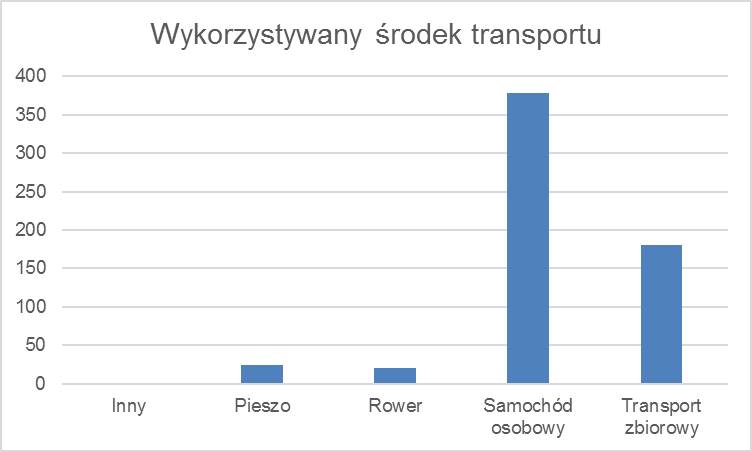 Wykorzystywany środek transportu
400
350
300
250
200
150
100
50
0
Inny
Pieszo
Rower
Samochód
osobowy
Transport
zbiorowy